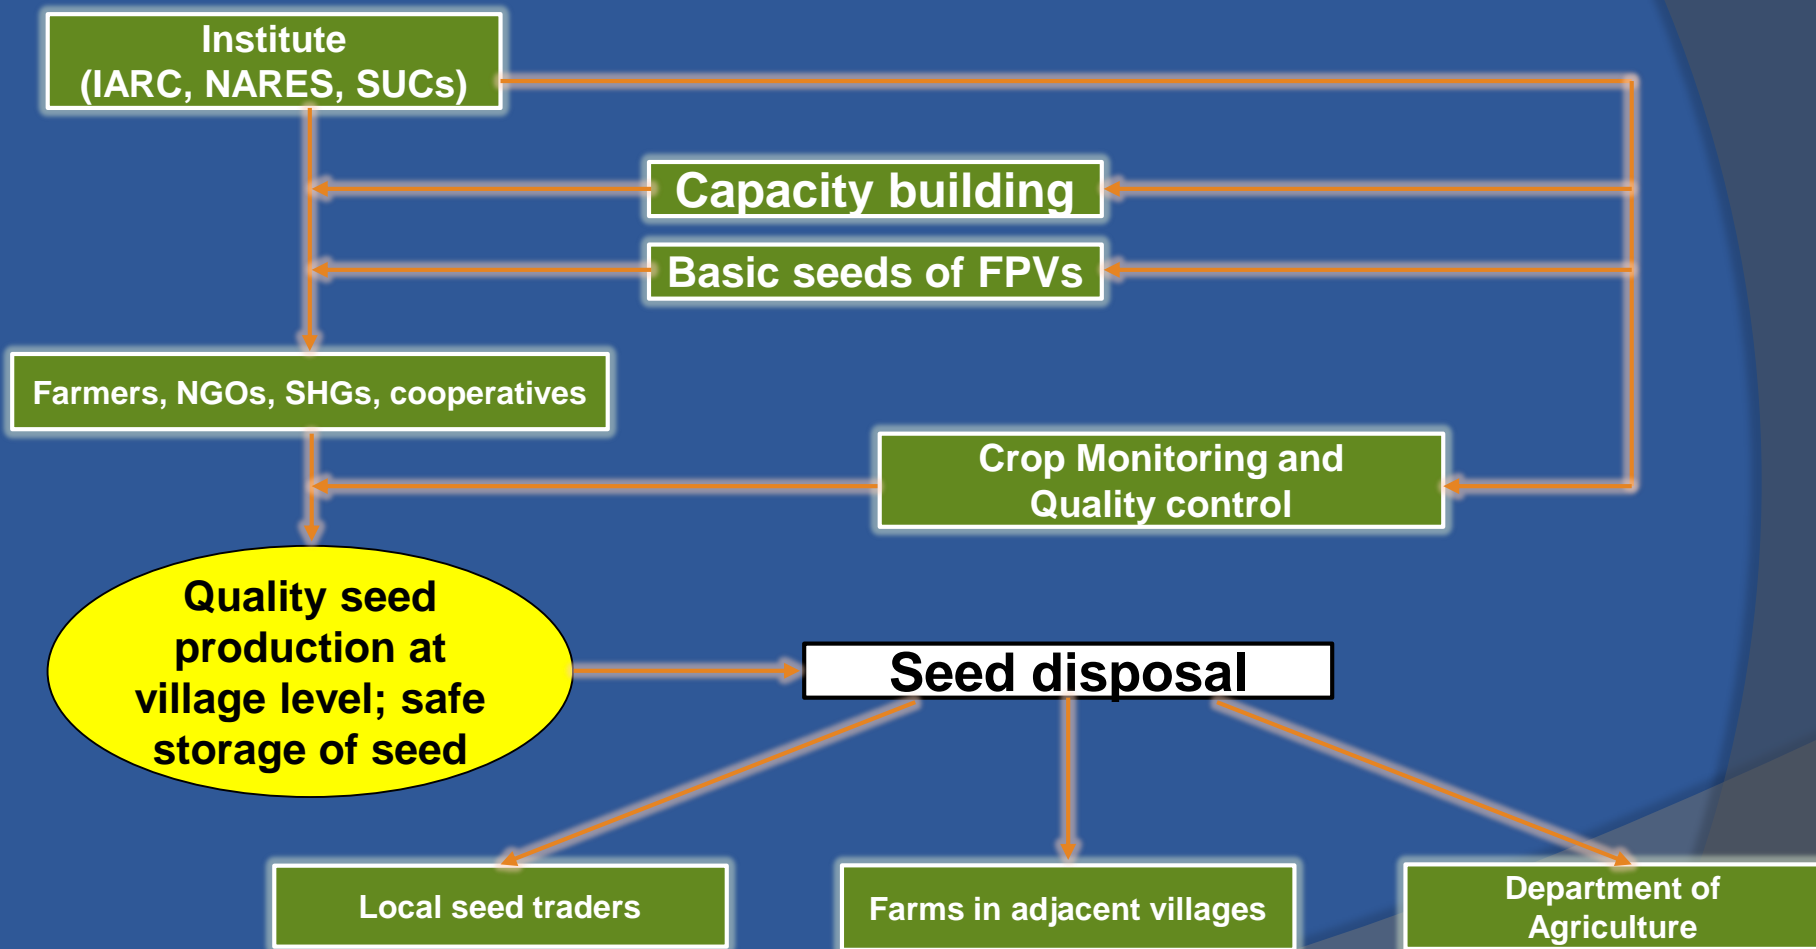 Institute
(IARC, NARES, SUCs)
Capacity building
Basic seeds of FPVs
Farmers, NGOs, SHGs, cooperatives
Crop Monitoring and
Quality control
Quality seed
production at
village level; safe
storage of seed
Seed disposal
Local seed traders
Farms in adjacent villages
Department of
Agriculture